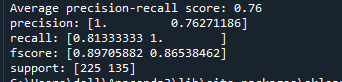 Average precision-recall score: 0.76
precision: [1.         0.76271186]
recall: [0.81333333 1.        ]
fscore: [0.89705882 0.86538462]
support: [225 135]